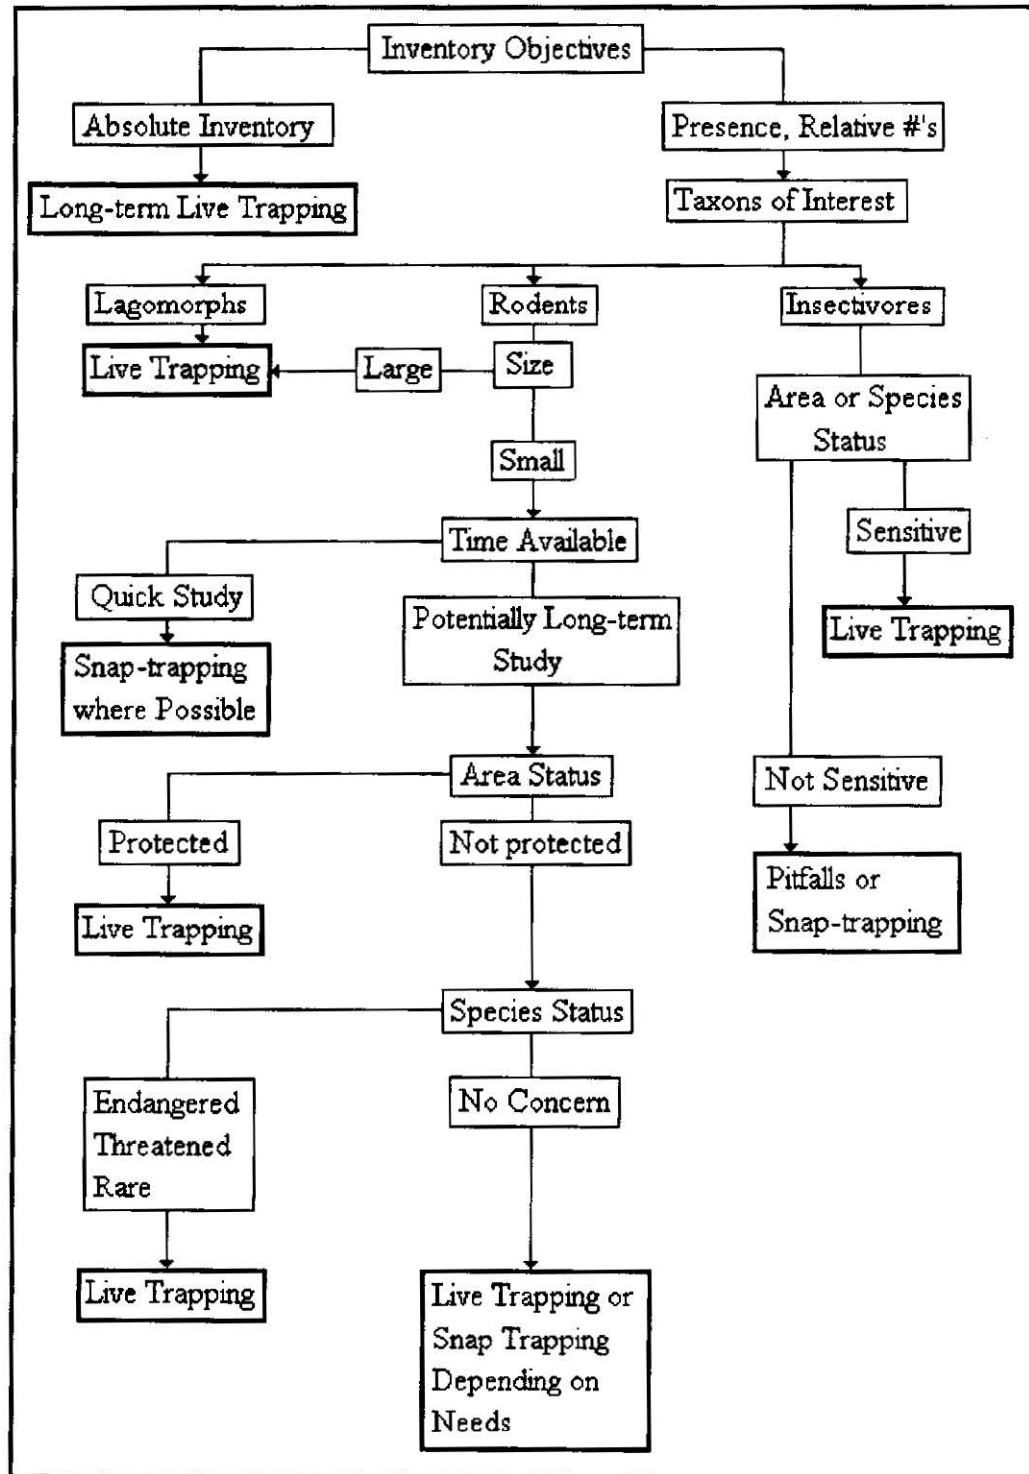 Inventory Objectives
Absolute Inventory
Presence, Relative #'s
Long-term Live Trapping
Taxons of Interest
Lagomorphs
Rodents
Insectivores
Live Trapping
Large
Size
Area or Species
Status
Small
Sensitive
Time Available
Quick Study
Potentially Long-term
Study
Live Trapping
Snap-trapping
where Possible
Area Status
Not Sensitive
Protected
Not protected
Pitfalls or
Snap-trapping
Live Trapping
Species Status
Endangered
Threatened
Rare
No Concern
Live Trapping
Live Trapping or
Snap Trapping
Depending on
Needs